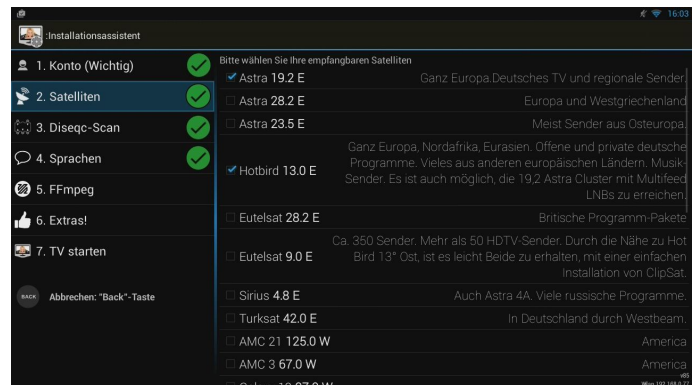 16:03
:Installationsassistent
1. Konto (Wichtig)
2. Satelliten
3. Diseqc-Scan
4. Sprachen
5. FFmpeg
6. Extras!
7. TV starten
BACK
Abbrechen: "Back"-Taste
Bitte wählen Sie Ihre empfangbaren Satelliten
Astra 19.2 E Ganz Europa.Deutsches TV und regionale Sender.
Astra 28.2 E Europa und Westgriechenland
Astra 23.5 E Meist Sender aus Osteuropa.
Ganz Europa, Nordafrika, Eurasien. Offene und private deutsche
Programme. Vieles aus anderen europäischen Ländern. Musik-
Hotbird 13.0 E
Sender. Es ist auch möglich, die 19,2 Astra Cluster mit Multifeed
LNBs zu erreichen.
Eutelsat 28.2 E Britische Programm-Pakete
Ca. 350 Sender. Mehr als 50 HDTV-Sender. Durch die Nähe zu Hot
Eutelsat 9.0 E Bird 13° Ost, ist es leicht Beide zu erhalten, mit einer einfachen
Installation von ClipSat.
Sirius 4.8 E Auch Astra 4A. Viele russische Programme.
Turksat 42.0 E In Deutschland durch Westbeam.
AMC 21 125.0 W America
AMC 3 67.0 W America
v85